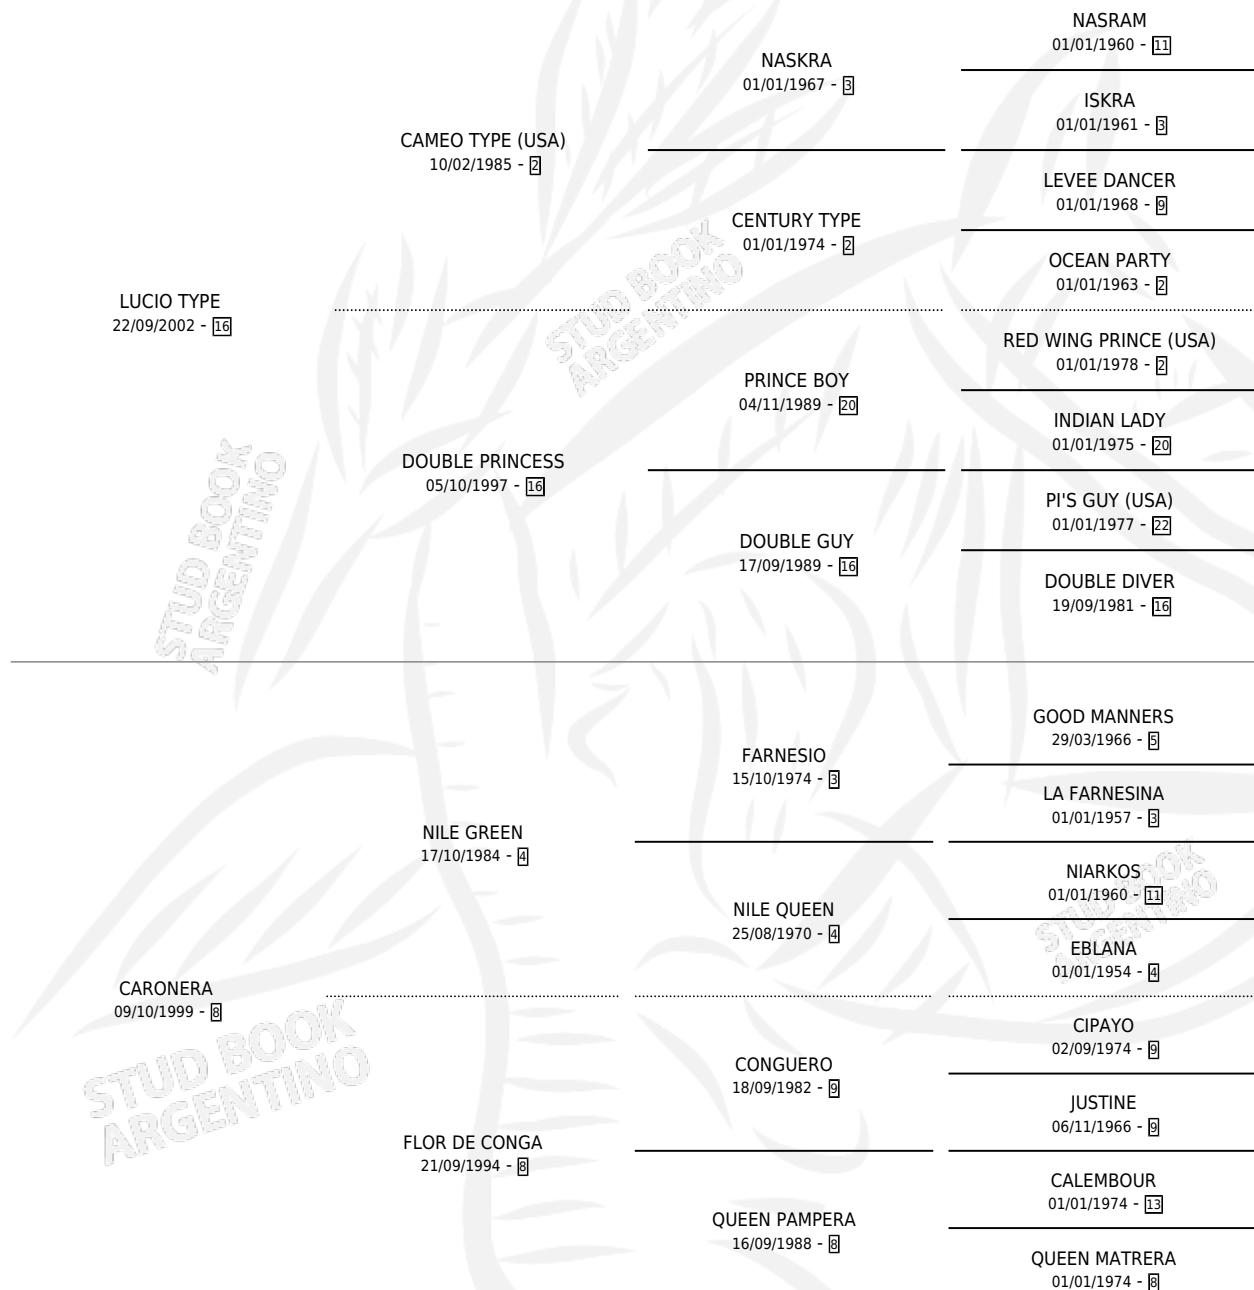 NASRAM
01/01/1960 - 11
NASKRA
01/01/1967 - 3
ISKRA
01/01/1961 - 3
CAMEO TYPE (USA)
10/02/1985 - 2
LEVEE DANCER
01/01/1968 - 9
CENTURY TYPE
01/01/1974 - 2
OCEAN PARTY
01/01/1963 - 2
LUCIO TYPE
22/09/2002 - 16
RED WING PRINCE (USA)
01/01/1978 - 2
PRINCE BOY
04/11/1989 - 20
INDIAN LADY
01/01/1975 - 20
DOUBLE PRINCESS
05/10/1997 - 16
PI'S GUY (USA)
01/01/1977 - 22
DOUBLE GUY
17/09/1989 - 16
DOUBLE DIVER
19/09/1981 - 16
STUD BOOK
ARGENTINO
STUD BOOK
ARGENTINO
GOOD MANNERS
29/03/1966 - 5
FARNESIO
15/10/1974 - 3
LA FARNESINA
01/01/1957 - 3
NILE GREEN
17/10/1984 - 4
NIARKOS
01/01/1960 - 11
NILE QUEEN
25/08/1970 - 4
EBLANA
01/01/1954 - 4
CARONERA
09/10/1999 - 8
CIPAYO
02/09/1974 - 9
CONGUERO
18/09/1982 - 9
JUSTINE
06/11/1966 - 9
FLOR DE CONGA
21/09/1994 - 8
CALEMBOUR
01/01/1974 - 13
QUEEN PAMPERA
16/09/1988 - 8
QUEEN MATRERA
01/01/1974 - 8
STUD BOOK
ARGENTINO
STUD BOOK
ARGENTINO